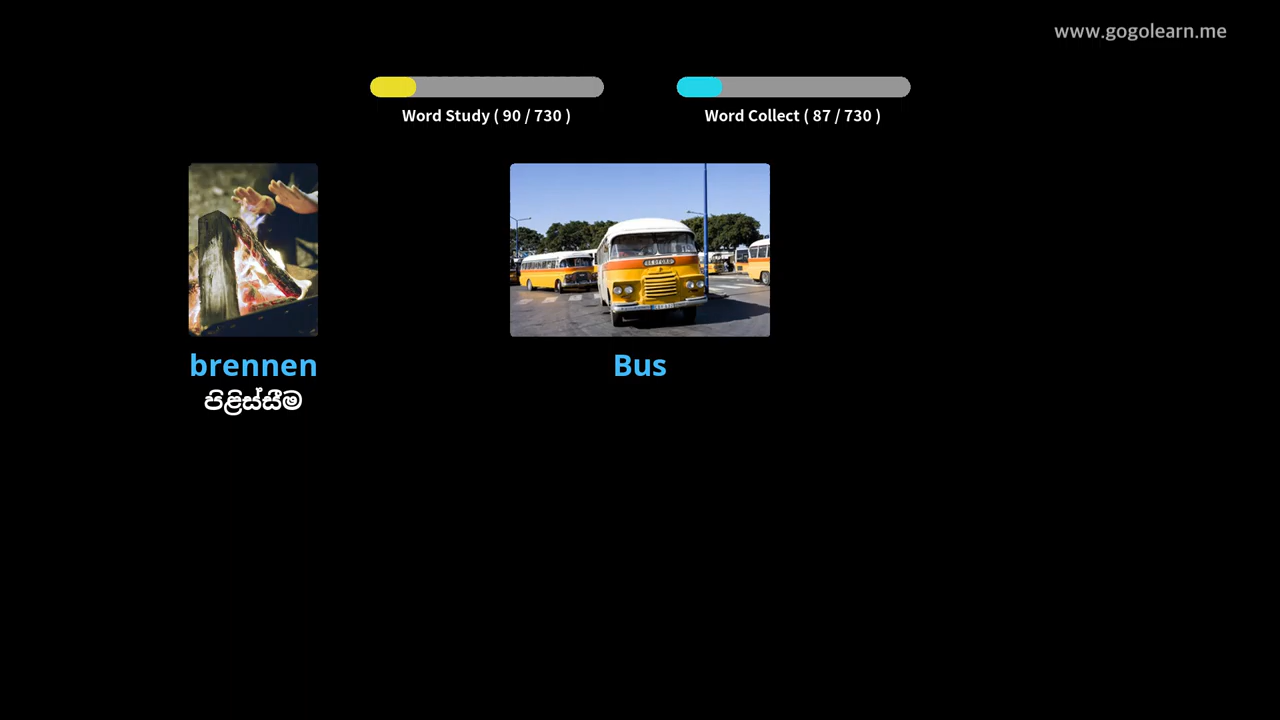 www.gogolearn.me
Word Study ( 90 / 730 )
Word Collect ( 87 / 730 )
brennen
පිළිස්සීම
Bus